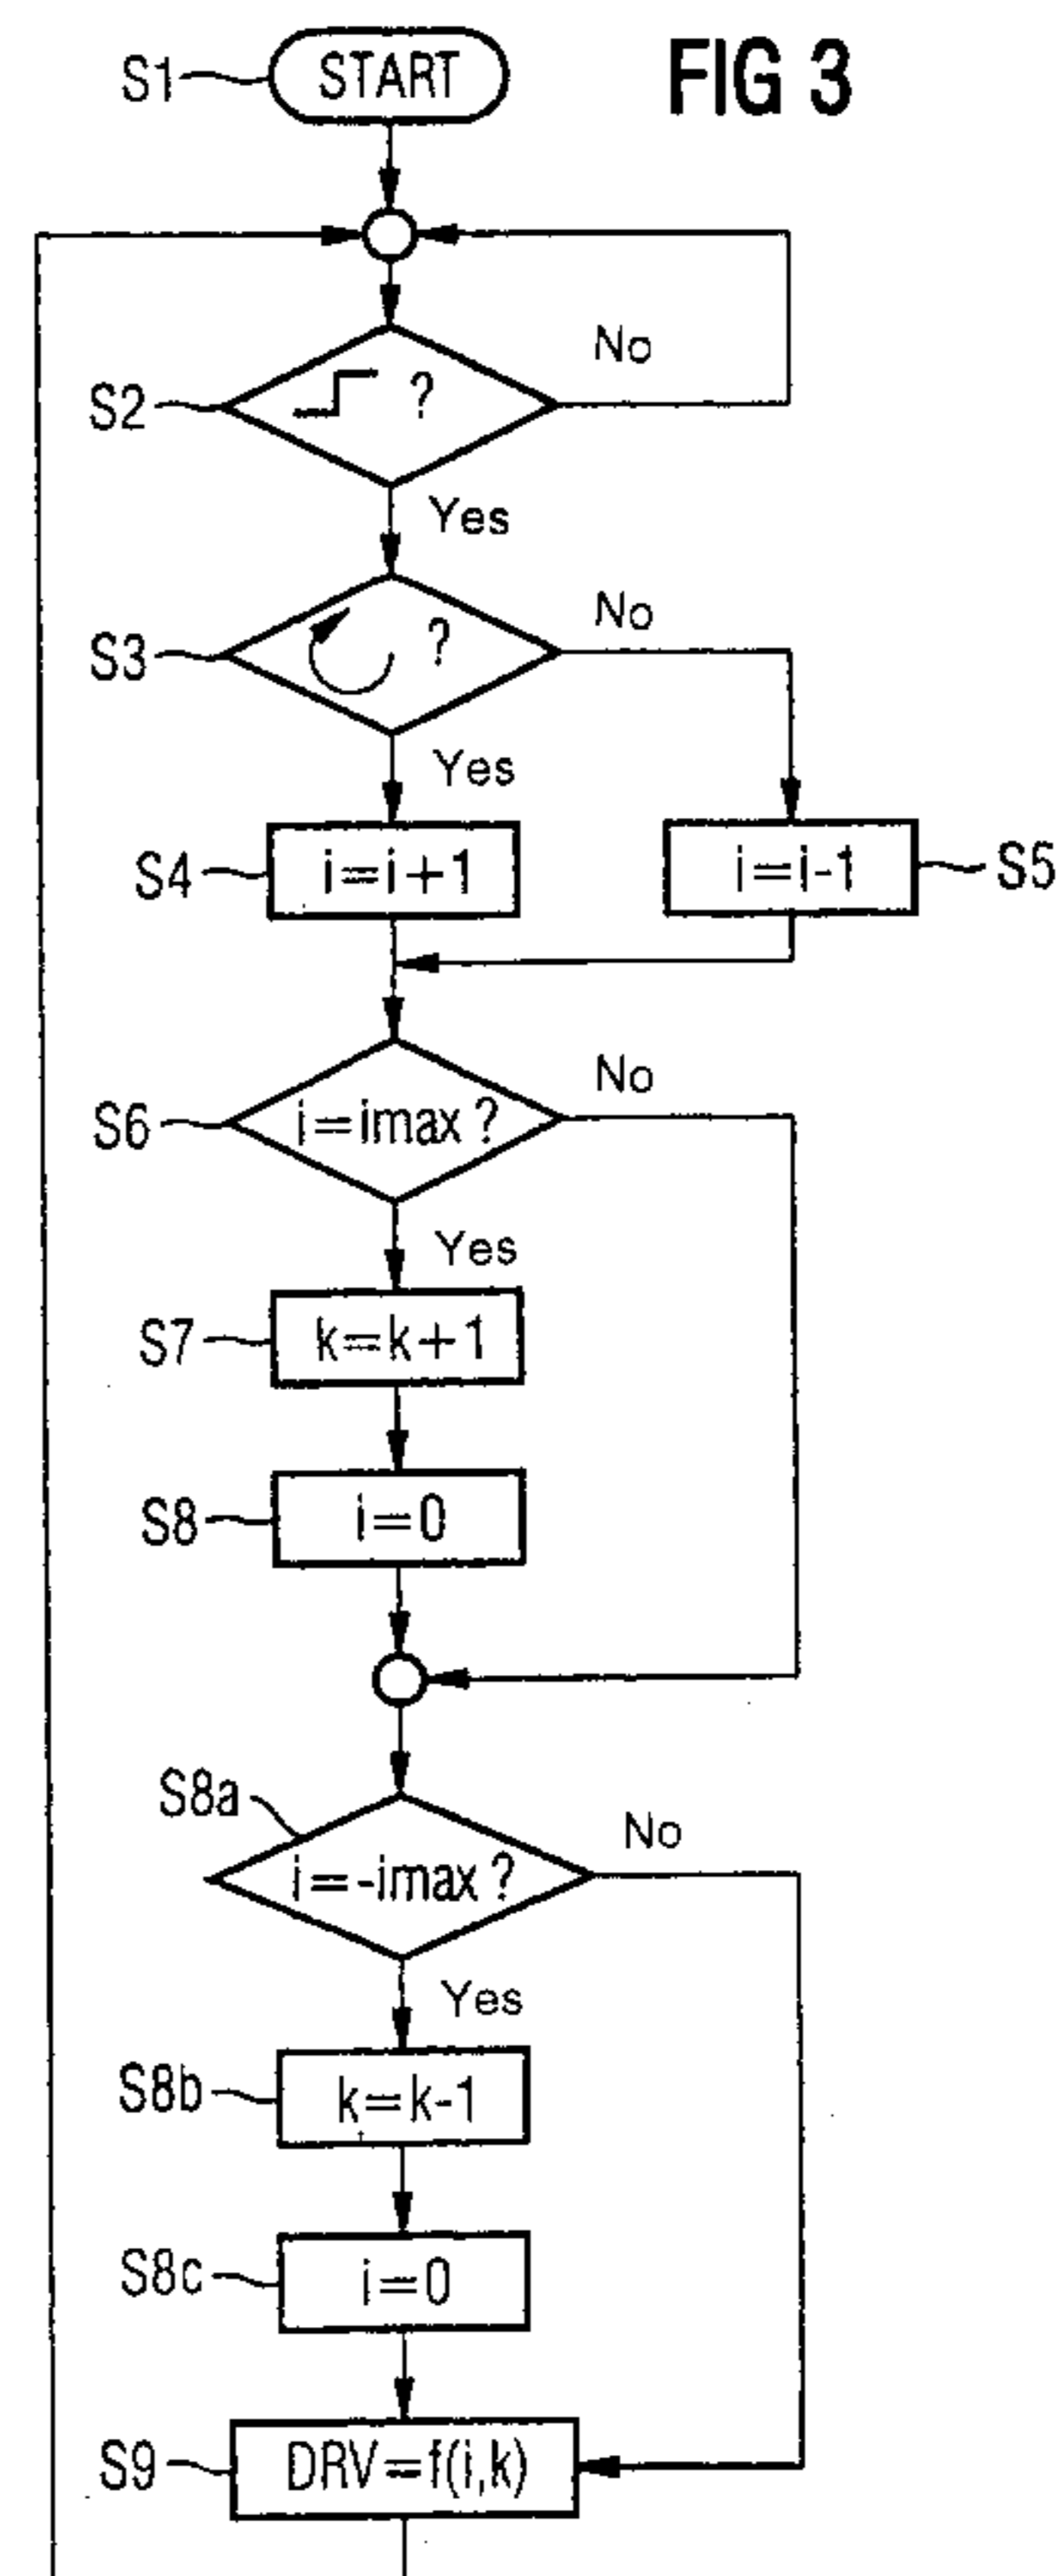 FIG 3
S1 START
No
S2 ?
Yes
No
S3 ?
Yes
S4 i=i+1 i=i-1 S5
No
S6 i=imax?
Yes
S7 k=k+1
S8 i=0
S8a
No
i=-imax?
Yes
S8b k=k-1
S8c i=0
S9 DRV=f(i,k)